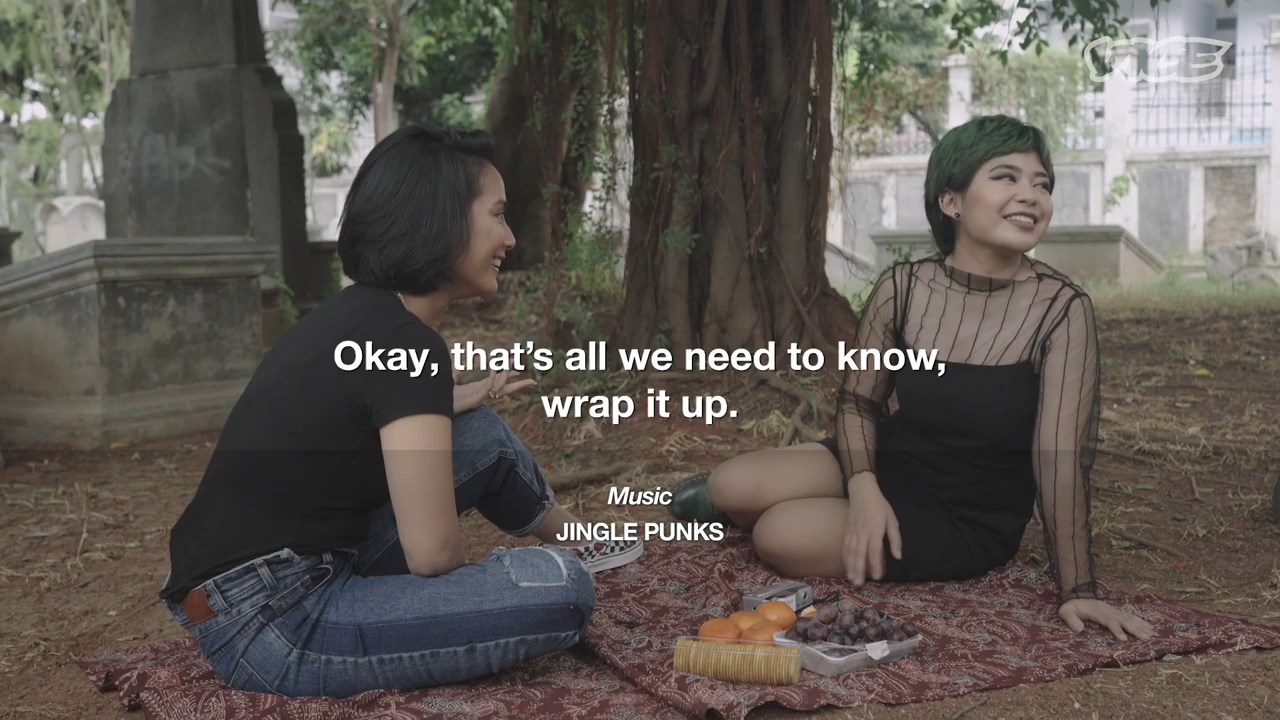 VICE
Okay, that’s all we need to know,
wrap it up.
Music
JINGLE PUNKS